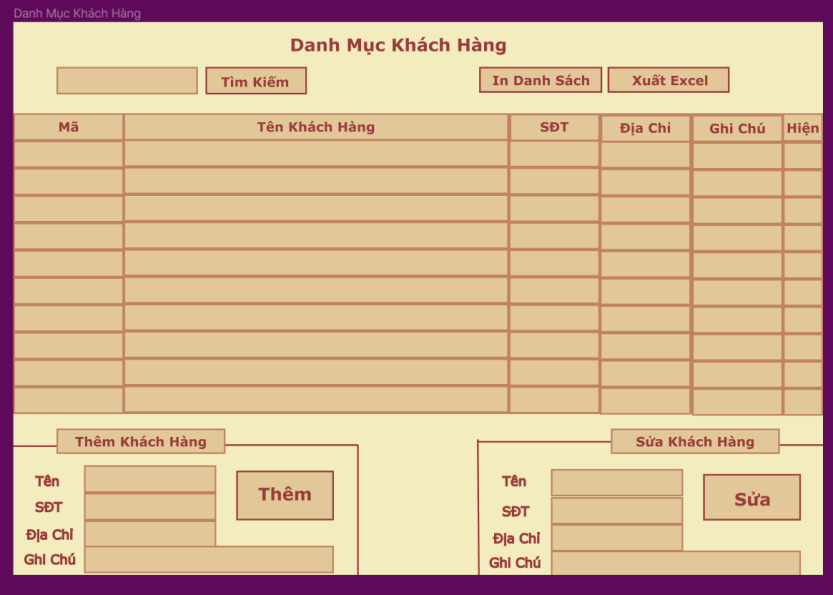 Danh Mục Khách Hàng
Danh Mục Khách Hàng
Tìm Kiếm
In Danh Sách
Xuất Excel
Mã
Tên Khách Hàng
SĐT
Địa Chỉ
Ghi Chú
Hiện
Thêm Khách Hàng
Tên
SĐT
Địa Chỉ
Ghi Chú
Thêm
Sửa Khách Hàng
Tên
SĐT
Địa Chỉ
Ghi Chú
Sửa